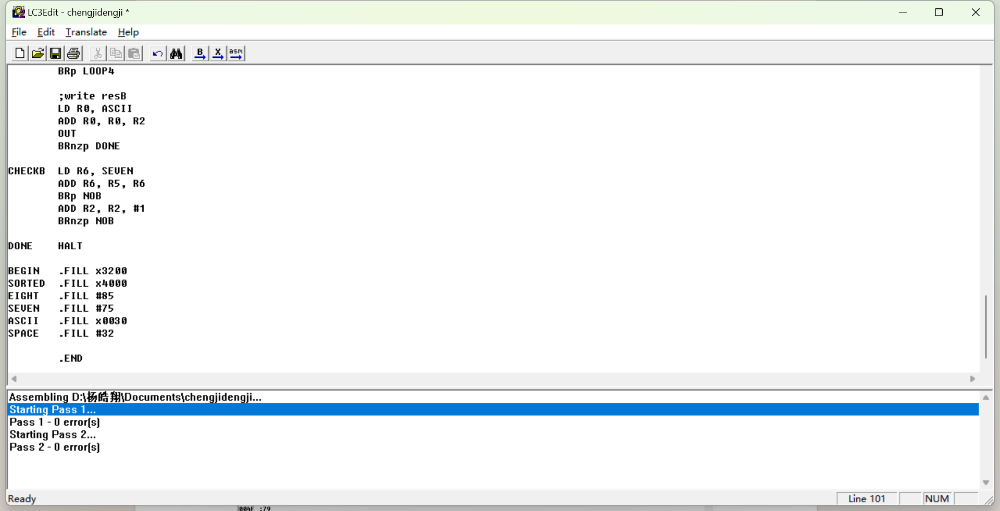 LC3Edit - chengjidengji *
File Edit Translate Help
B X asm
BRp LOOP4
;write resB
LD R0, ASCII
ADD R0, R0, R2
OUT
BRnzp DONE
CHECKB LD R6, SEVEN
ADD R6, R5, R6
BRp NOB
ADD R2, R2, #1
BRnzp NOB
DONE HALT
BEGIN .FILL x3200
SORTED .FILL x4000
EIGHT .FILL #85
SEVEN .FILL #75
ASCII .FILL x0030
SPACE .FILL #32
.END
Assembling D:\杨皓翔\Documents\chengjidengji...
Starting Pass 1...
Pass 1 - 0 error(s)
Starting Pass 2...
Pass 2 - 0 error(s)
Ready Line 101 NUM
004F :79